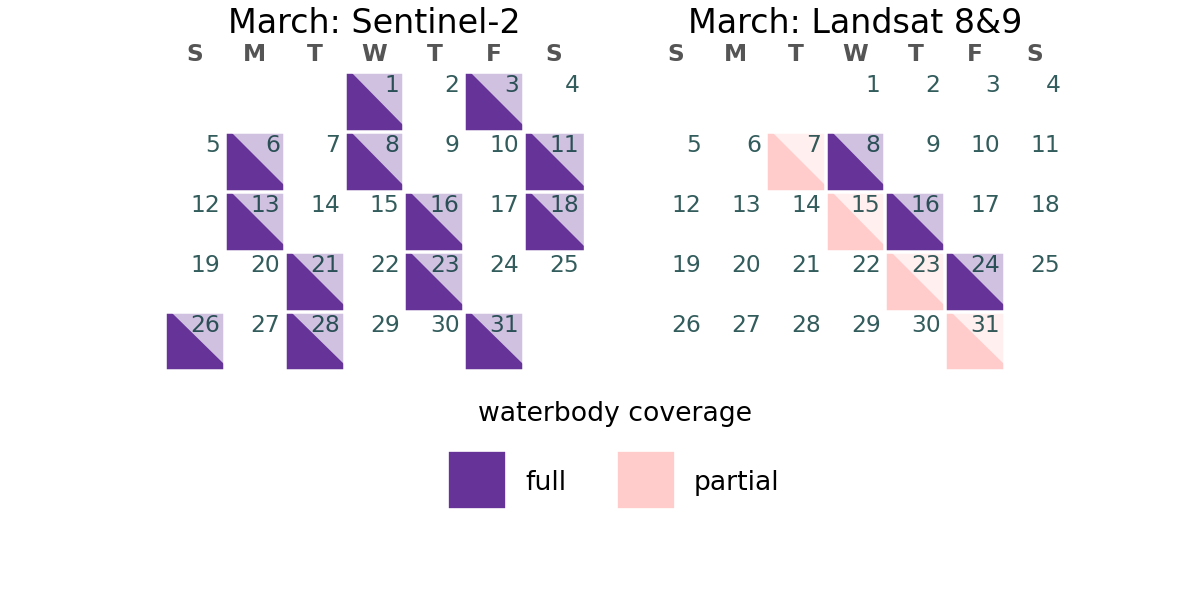 March: Sentinel-2
S M T W T F S
1 2 3 4
5 6 7 8 9 10 11
12 13 14 15 16 17 18
19 20 21 22 23 24 25
26 27 28 29 30 31
March: Landsat 8&9
S M T W T F S
1 2 3 4
5 6 7 8 9 10 11
12 13 14 15 16 17 18
19 20 21 22 23 24 25
26 27 28 29 30 31
waterbody coverage
full
partial